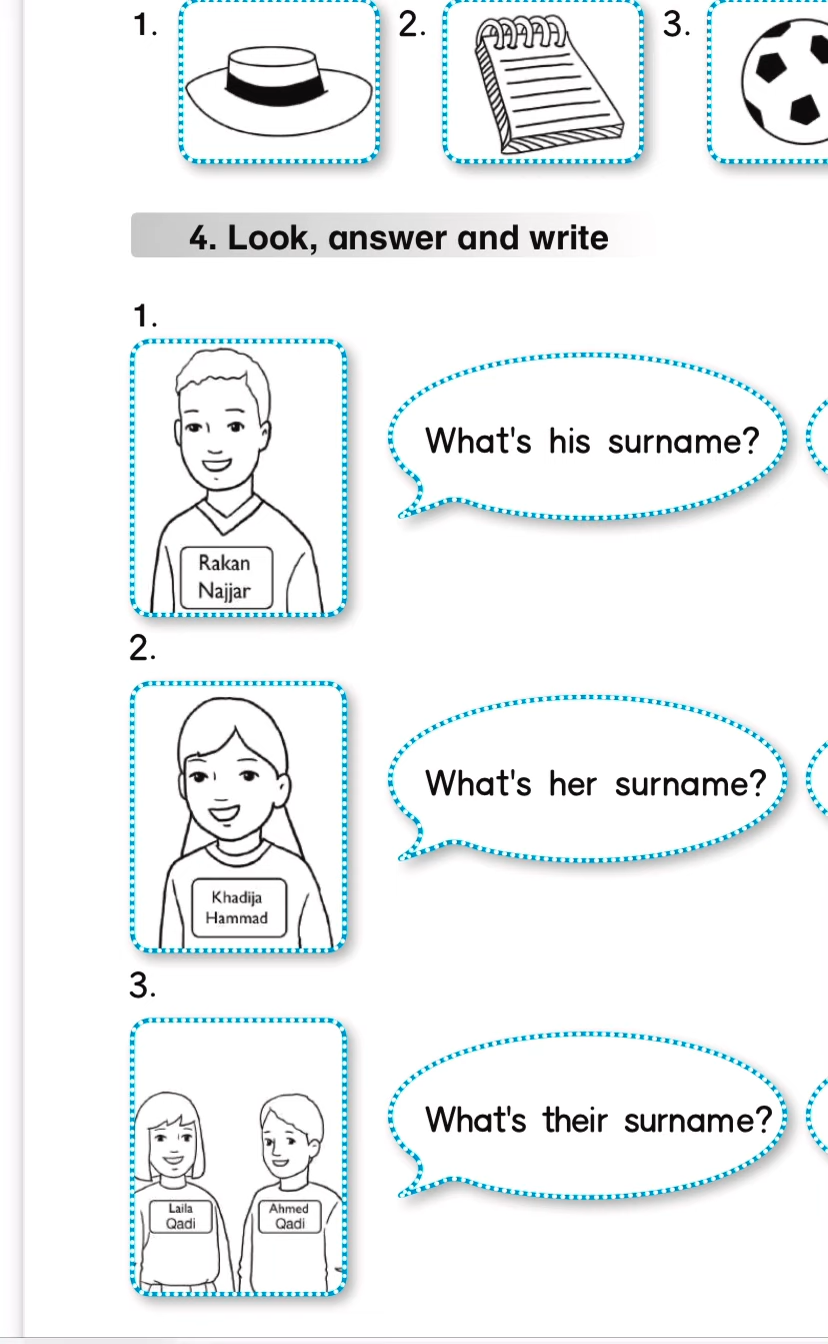 1. 2. 3.
4. Look, answer and write
1.
What's his surname?
Rakan
Najjar
2.
What's her surname?
Khadija
Hammad
3.
What's their surname?
Laila
Qadi
Ahmed
Qadi